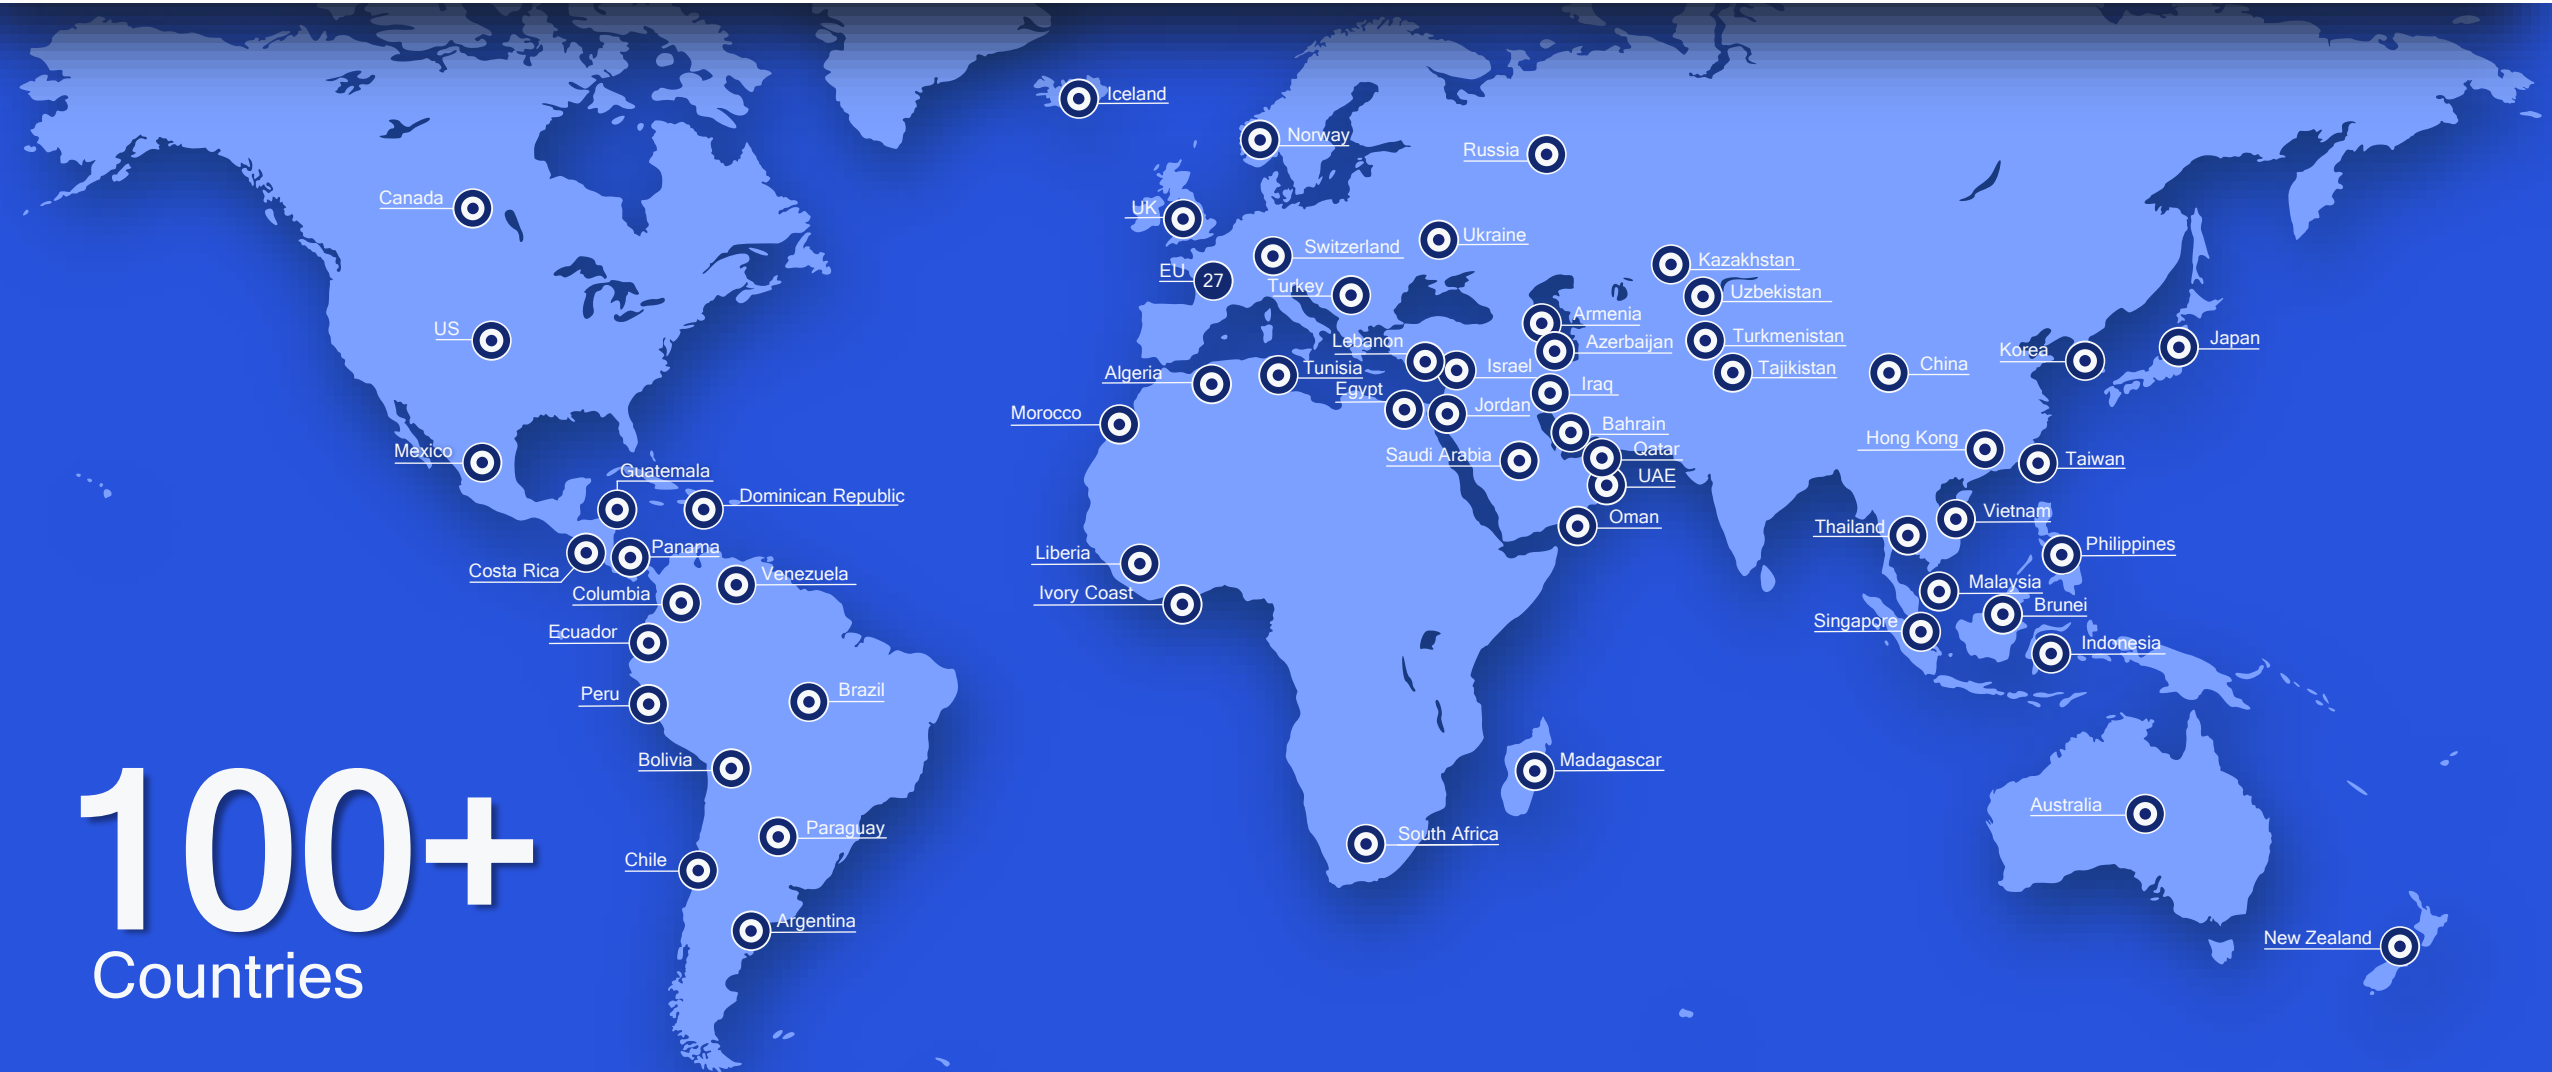 Iceland
Norway
Russia
Canada
UK
Ukraine
Switzerland
EU
27
Kazakhstan
Turkey
Uzbekistan
Armenia
US
Lebanon
Azerbaijan
Turkmenistan
Korea
Japan
Algeria
Tunisia
Israel
Tajikistan
China
Egypt
Iraq
Morocco
Jordan
Bahrain
Mexico
Saudi Arabia
Qatar
Hong Kong
Taiwan
Guatemala
UAE
Dominican Republic
Oman
Thailand
Vietnam
Panama
Liberia
Philippines
Costa Rica
Venezuela
Columbia
Ivory Coast
Malaysia
Brunei
Ecuador
Singapore
Indonesia
Peru
Brazil
Bolivia
Madagascar
Australia
Paraguay
South Africa
Chile
100+
Countries
Argentina
New Zealand